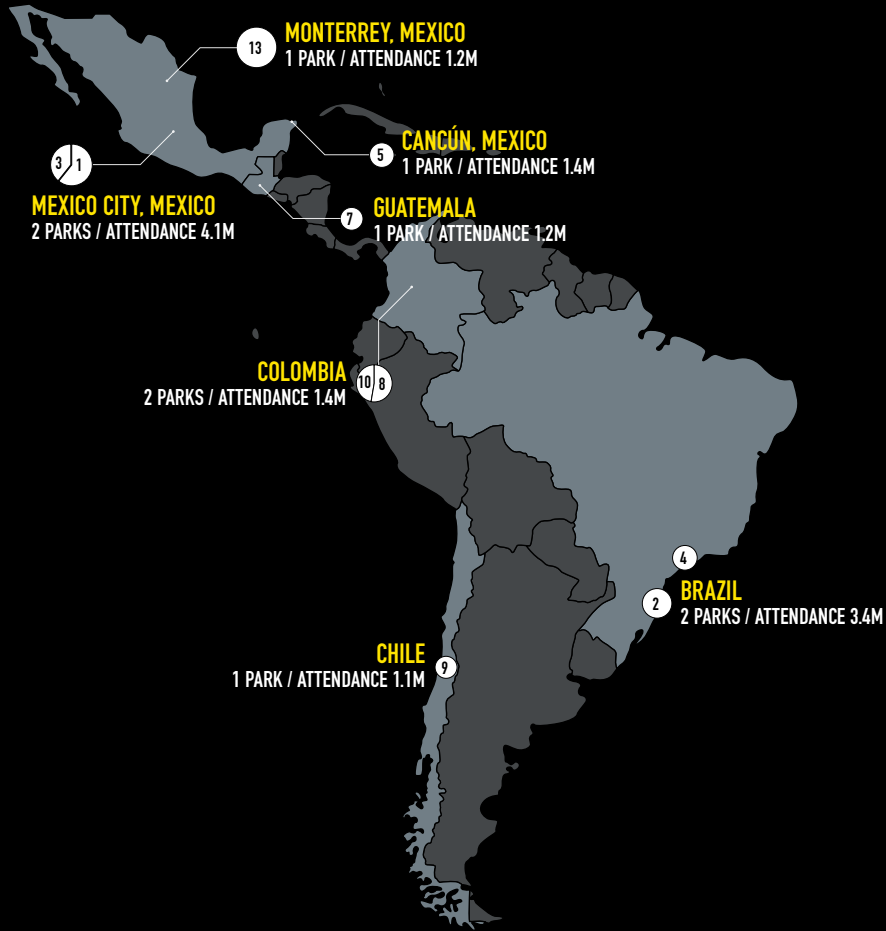 13
MONTERREY, MEXICO
1 PARK / ATTENDANCE 1.2M
5
CANCÚN, MEXICO
1 PARK / ATTENDANCE 1.4M
3 1
MEXICO CITY, MEXICO
2 PARKS / ATTENDANCE 4.1M
7
GUATEMALA
1 PARK / ATTENDANCE 1.2M
COLOMBIA
2 PARKS / ATTENDANCE 1.4M
10 8
4
2
BRAZIL
2 PARKS / ATTENDANCE 3.4M
CHILE
1 PARK / ATTENDANCE 1.1M
9